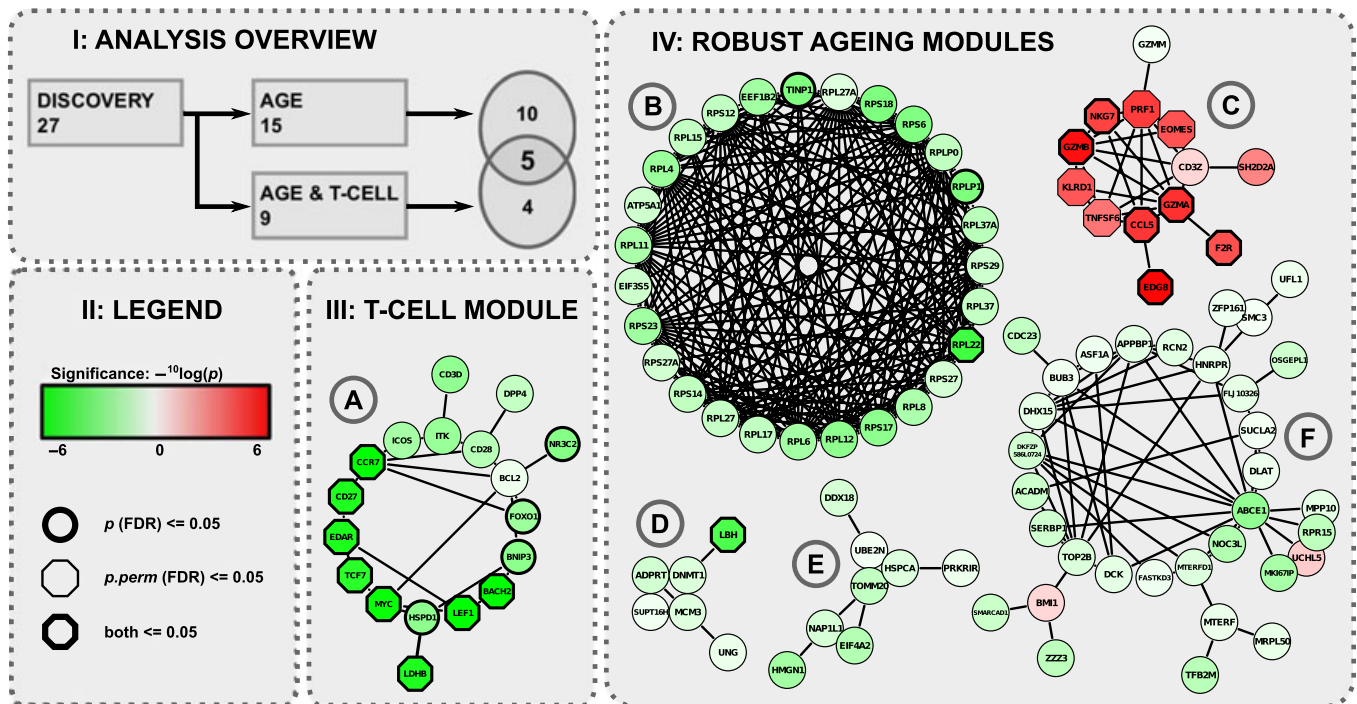 I: ANALYSIS OVERVIEW
DISCOVERY
27
AGE
15
AGE & T-CELL
9
10
5
4
II: LEGEND
Significance: –¹⁰log(p)
–6
0
6
p (FDR) <= 0.05
p.perm (FDR) <= 0.05
both <= 0.05
III: T-CELL MODULE
A
CD3D
DPP4
ICOS
ITK
CD28
NR3C2
CCR7
BCL2
CD27
FOXO1
EDAR
BNIP3
TCF7
BACH2
MYC
HSPD1
LEF1
LDHB
IV: ROBUST AGEING MODULES
B
TINP1
RPL27A
RPS18
RPS6
RPLP0
RPLP1
RPL37A
RPS29
RPL37
RPL22
RPS27
RPL8
RPS17
RPL12
RPL6
RPL17
RPL27
RPS14
RPS27A
RPS23
EIF3S5
RPL11
ATP5A1
RPL4
RPL15
RPS12
EEF1B2
C
GZMM
PRF1
NKG7
EOMES
GZMB
CD3Z
SH2D2A
KLRD1
GZMA
TNFSF6
CCL5
F2R
EDG8
D
LBH
ADPRT
DNMT1
SUPT16H
MCM3
UNG
E
DDX18
UBE2N
HSPCA
PRKRIR
TOMM20
NAP1L1
EIF4A2
HMGN1
F
UFL1
ZFP161
SMC3
CDC23
ASF1A
APPBP1
RCN2
HNRPR
OSGEPL1
BUB3
FLJ10326
DHX15
SUCLA2
DKFZP
586L0724
DLAT
ACADM
ABCE1
MPP10
SERBP1
RPR15
NOC3L
UCHL5
TOP2B
MKI67IP
DCK
FASTKD3
MTERFD1
BMI1
SMARCAD1
MTERF
MRPL50
ZZZ3
TFB2M